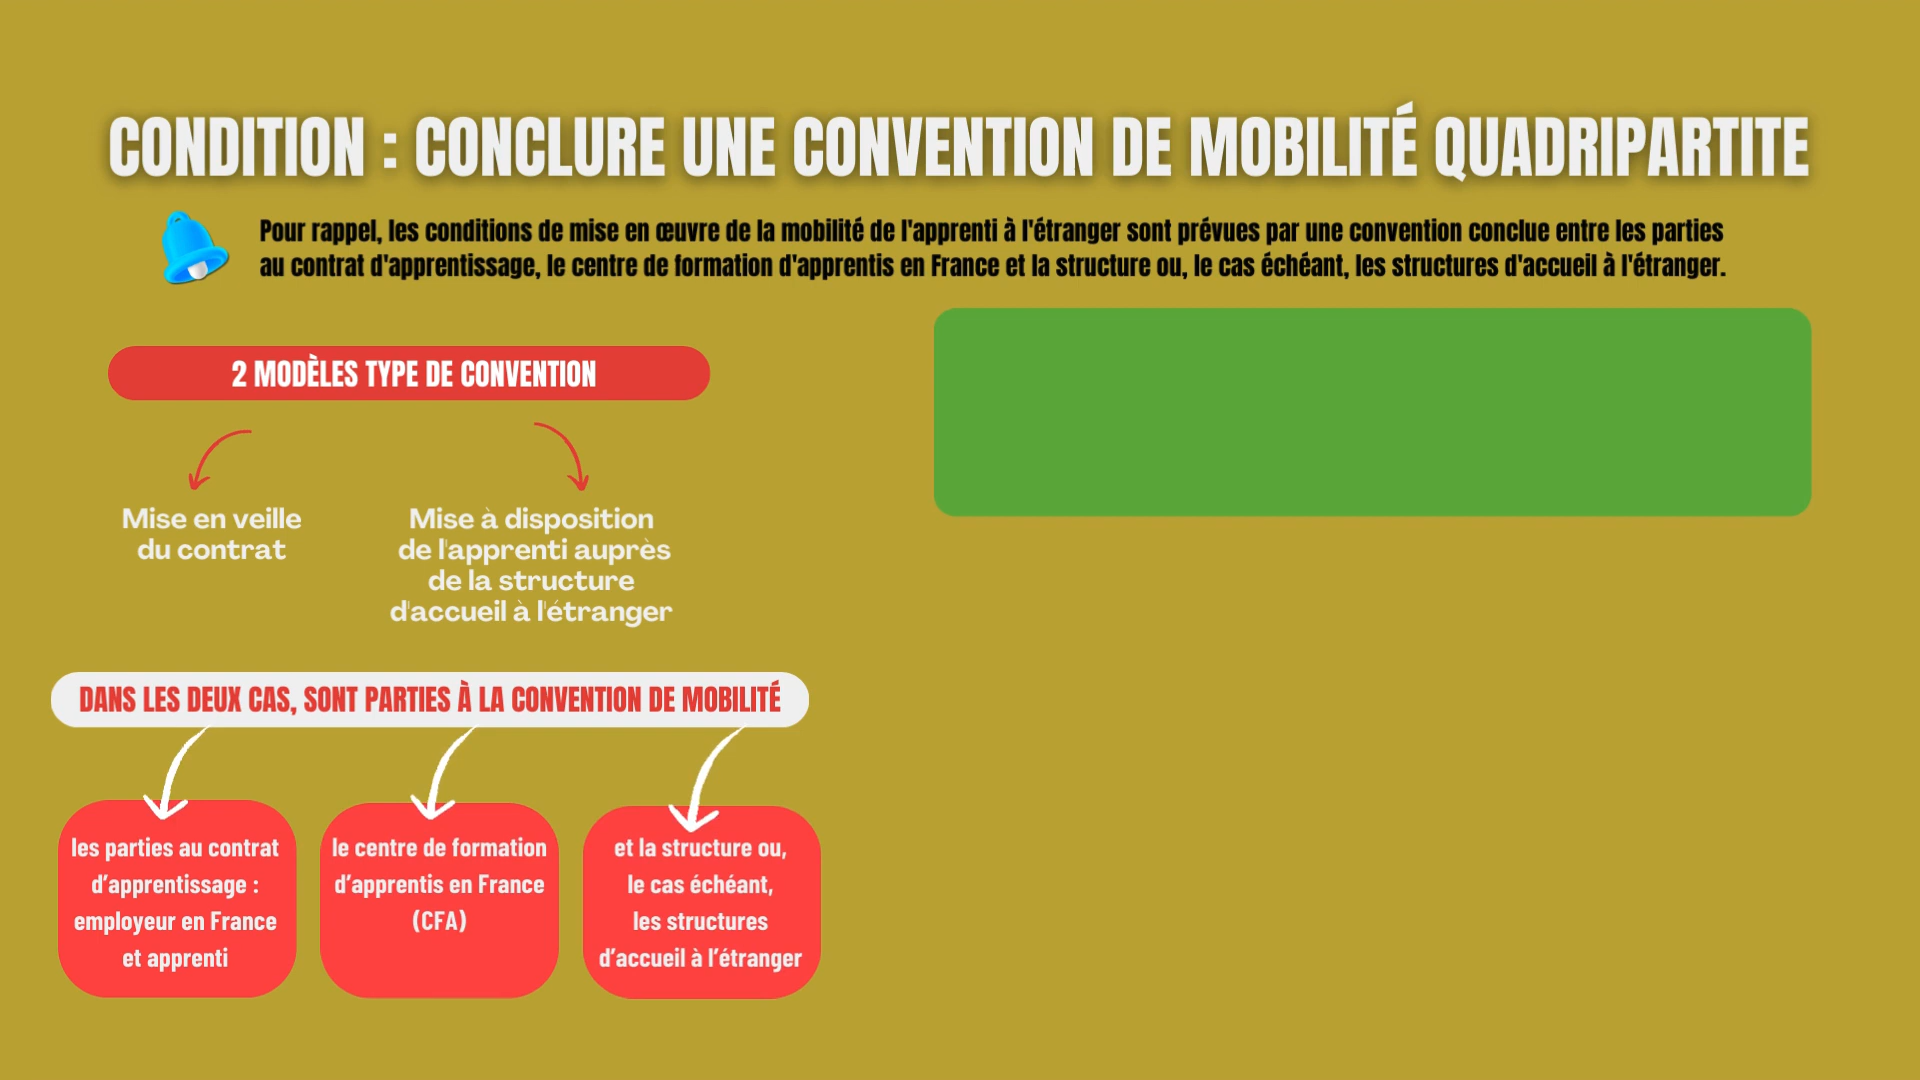 CONDITION : CONCLURE UNE CONVENTION DE MOBILITÉ QUADRIPARTITE
Pour rappel, les conditions de mise en œuvre de la mobilité de l'apprenti à l'étranger sont prévues par une convention conclue entre les parties
au contrat d'apprentissage, le centre de formation d'apprentis en France et la structure ou, le cas échéant, les structures d'accueil à l'étranger.
2 MODÈLES TYPE DE CONVENTION
Mise en veille
du contrat
Mise à disposition
de l'apprenti auprès
de la structure
d'accueil à l'étranger
DANS LES DEUX CAS, SONT PARTIES À LA CONVENTION DE MOBILITÉ
les parties au contrat
d’apprentissage :
employeur en France
et apprenti
le centre de formation
d’apprentis en France
(CFA)
et la structure ou,
le cas échéant,
les structures
d’accueil à l’étranger